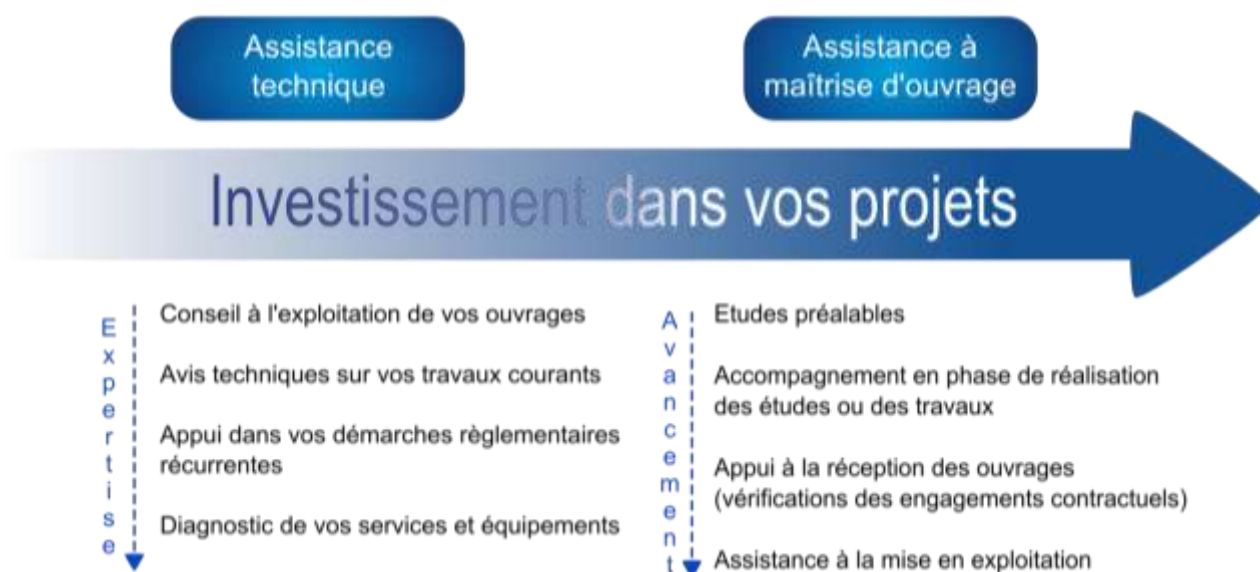 Assistance
technique
Assistance à
maîtrise d'ouvrage
Investissement dans vos projets
Expertise
Conseil à l'exploitation de vos ouvrages
Avis techniques sur vos travaux courants
Appui dans vos démarches règlementaires
récurrentes
Diagnostic de vos services et équipements
Avancement
Etudes préalables
Accompagnement en phase de réalisation
des études ou des travaux
Appui à la réception des ouvrages
(vérifications des engagements contractuels)
Assistance à la mise en exploitation